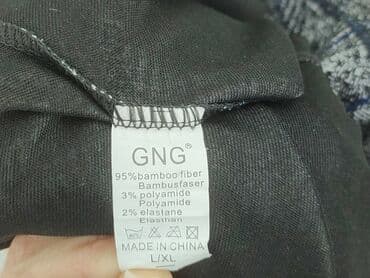 GNG®
95%bamboo fiber
Bambusfaser
3% polyamide
Polyamide
2% elastane
Elasthan
MADE IN CHINA
L/XL